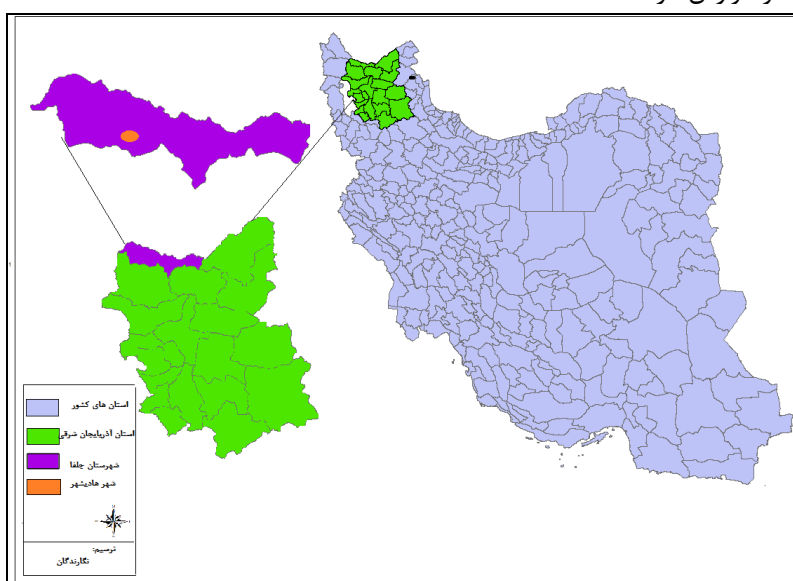 استان های کشور
استان آذربایجان شرقی
شهرستان جلفا
شهر هادیشهر
ترسیم:
نگارندگان